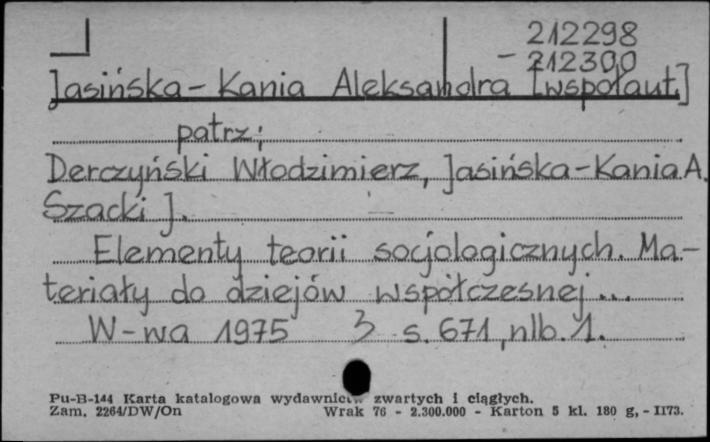 212298
- 212300
Jasińska-Kania Aleksandra [współaut.]
patrz;
Derczyński Włodzimierz, Jasińska-Kania A.
Szacki J.
Elementy teorii socjologicznych. Ma-
teriały do dziejów współczesnej...
W-wa 1975 3 s. 671, nlb. 1.
Pu-B-144 Karta katalogowa wydawnictw zwartych i ciągłych.
Zam. 2264/DW/On Wrak 76 - 2.300.000 - Karton 5 kl. 180 g, - II73.